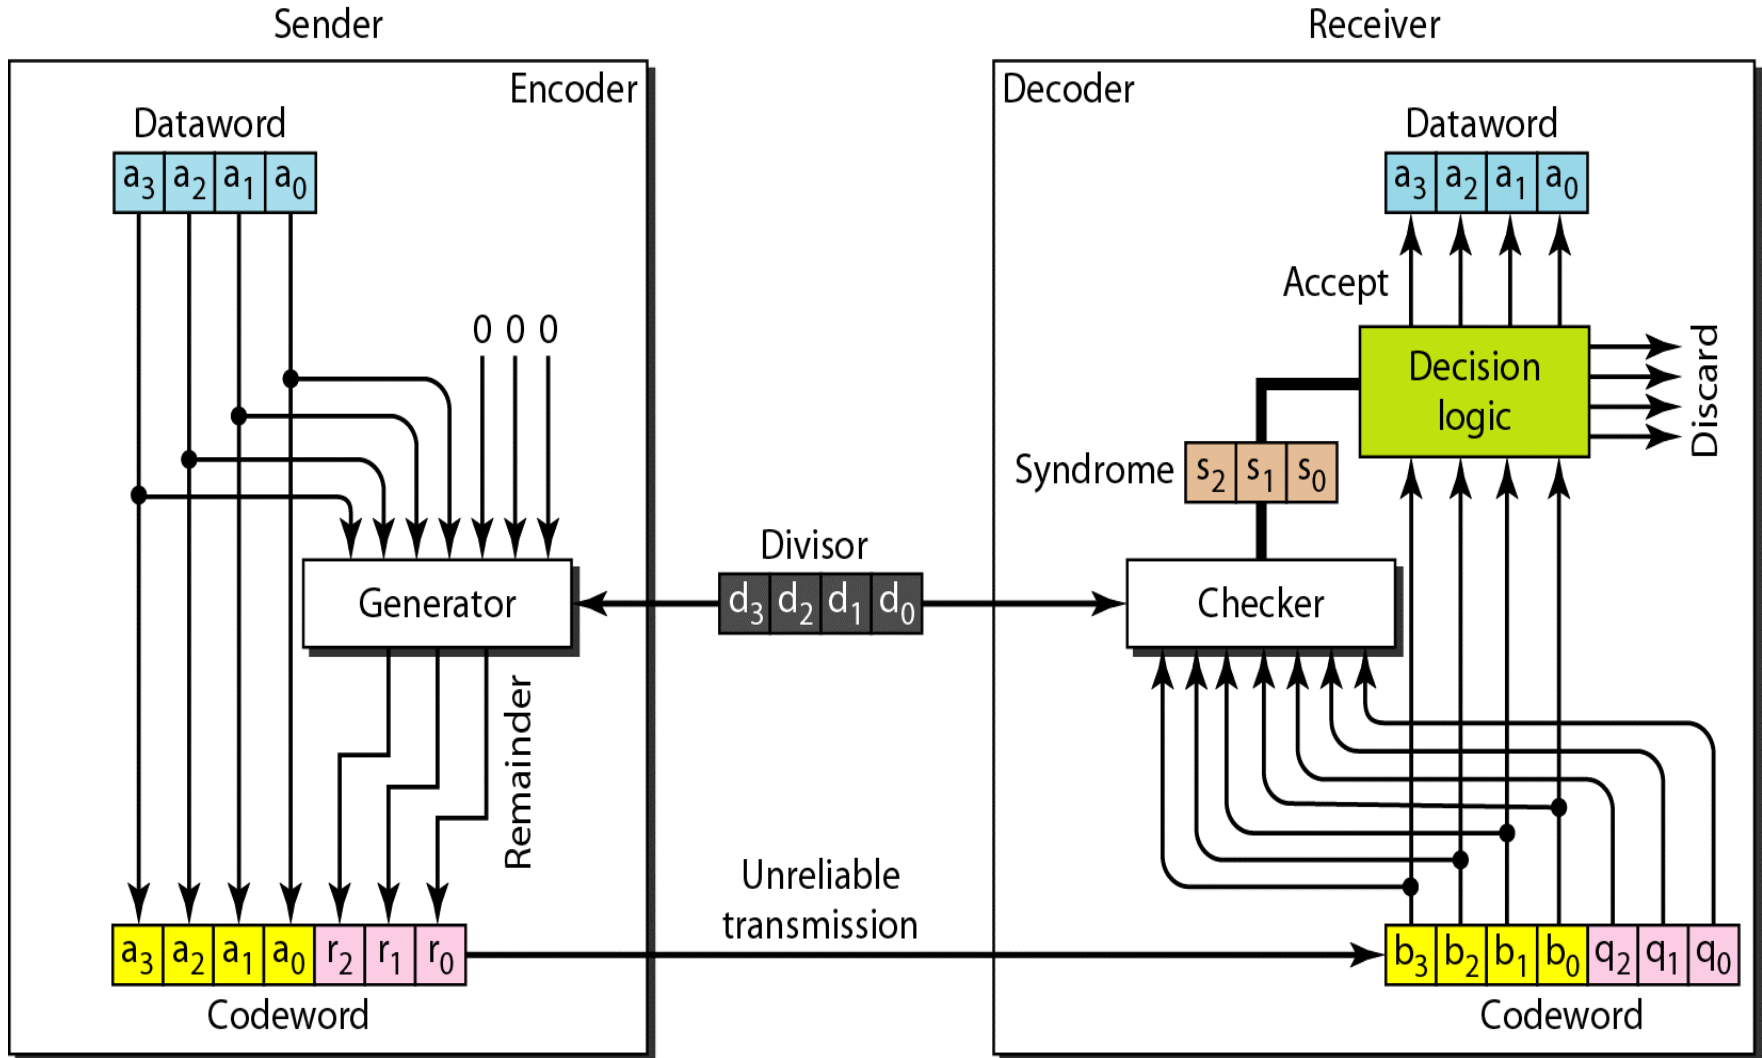 Sender
Encoder
Dataword
a3 a2 a1 a0
0 0 0
Generator
Remainder
a3 a2 a1 a0 r2 r1 r0
Codeword
Divisor
d3 d2 d1 d0
Unreliable
transmission
Receiver
Decoder
Dataword
a3 a2 a1 a0
Accept
Decision
logic
Discard
Syndrome
s2 s1 s0
Checker
b3 b2 b1 b0 q2 q1 q0
Codeword